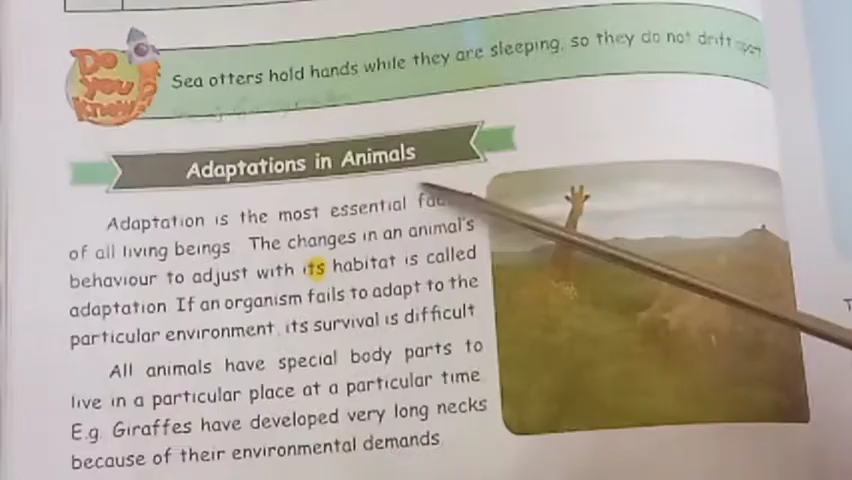 Do
You
Know
Sea otters hold hands while they are sleeping, so they do not drift apart
Adaptations in Animals
Adaptation is the most essential
of all living beings. The changes in an animal's
behaviour to adjust with its habitat is called
adaptation. If an organism fails to adapt to the
particular environment, its survival is difficult
All animals have special body parts to
live in a particular place at a particular time.
E.g. Giraffes have developed very long necks
because of their environmental demands.